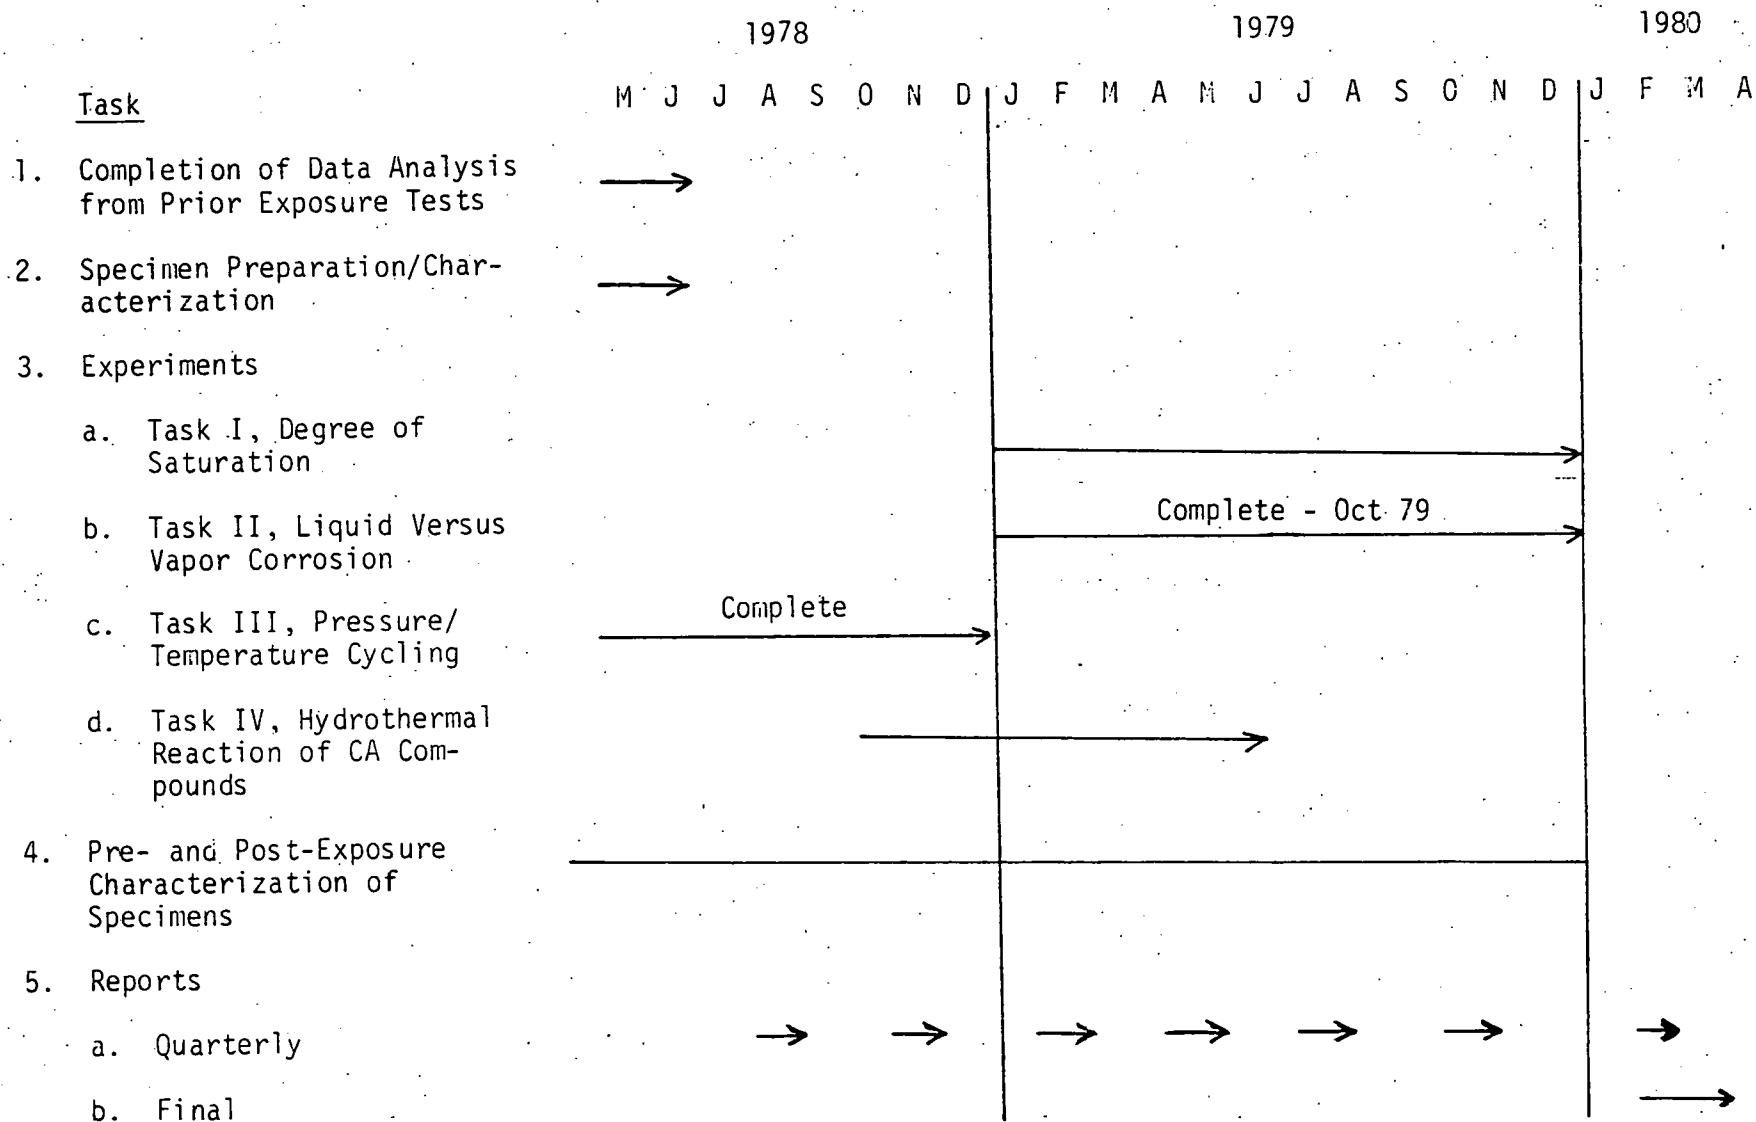 1978 1979 1980
Task M J J A S O N D J F M A M J J A S O N D J F M A
1. Completion of Data Analysis
from Prior Exposure Tests
2. Specimen Preparation/Char-
acterization
3. Experiments
a. Task I, Degree of
Saturation
Complete - Oct 79
b. Task II, Liquid Versus
Vapor Corrosion
Complete
c. Task III, Pressure/
Temperature Cycling
d. Task IV, Hydrothermal
Reaction of CA Com-
pounds
4. Pre- and Post-Exposure
Characterization of
Specimens
5. Reports
a. Quarterly
b. Final